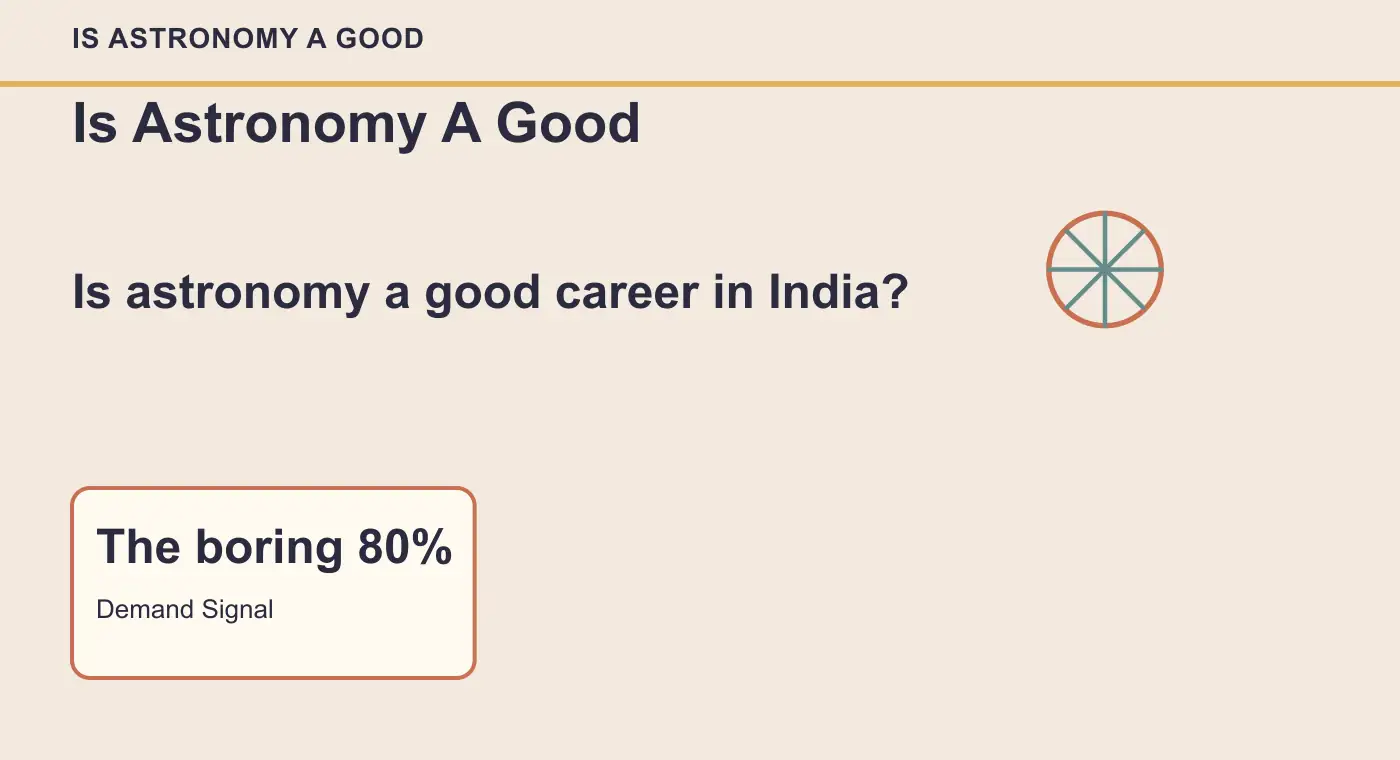 IS ASTRONOMY A GOOD
Is Astronomy A Good
Is astronomy a good career in India?
The boring 80%
Demand Signal